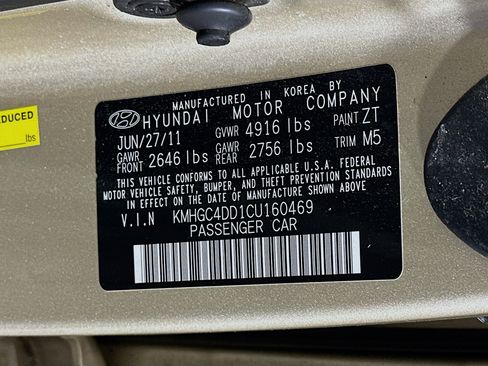 EDUCED
lbs
MANUFACTURED IN KOREA BY
HYUNDAI MOTOR COMPANY
JUN/27/11 GVWR 4916 lbs PAINT ZT
GAWR FRONT 2646 lbs GAWR REAR 2756 lbs TRIM M5
THIS VEHICLE CONFORMS TO ALL APPLICABLE U.S.A. FEDERAL
MOTOR VEHICLE SAFETY, BUMPER, AND THEFT PREVENTION STANDARDS
IN EFFECT ON THE DATE OF MANUFACTURE SHOWN ABOVE.
V.I.N KMHGC4DD1CU160469
PASSENGER CAR